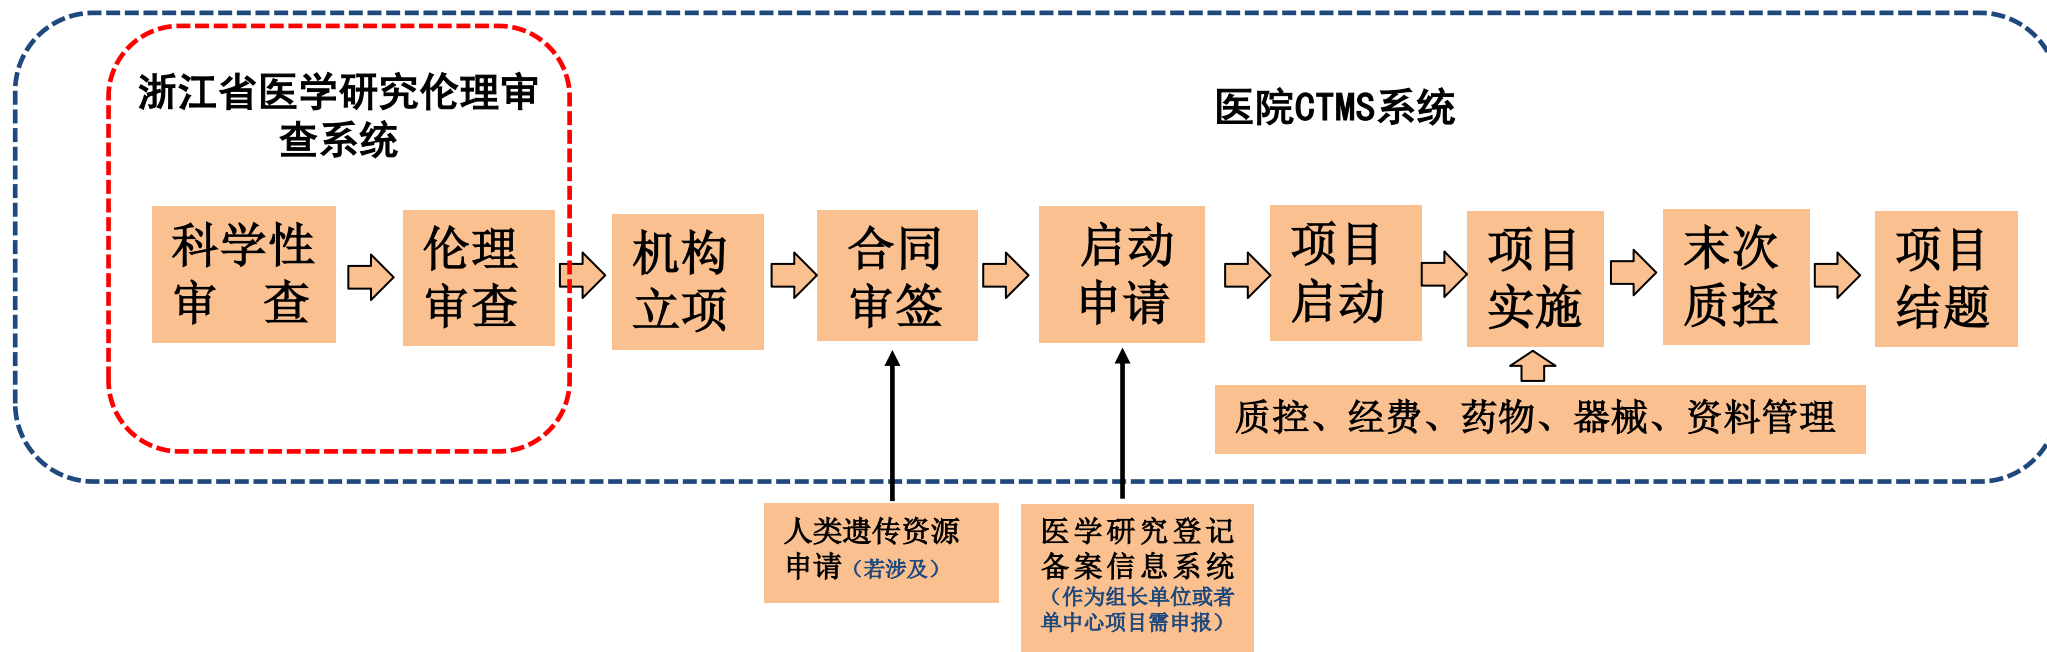 浙江省医学研究伦理审
查系统
医院CTMS系统
科学性
审 查
伦理
审查
机构
立项
合同
审签
启动
申请
项目
启动
项目
实施
末次
质控
项目
结题
质控、经费、药物、器械、资料管理
人类遗传资源
申请（若涉及）
医学研究登记
备案信息系统
（作为组长单位或者
单中心项目需申报）